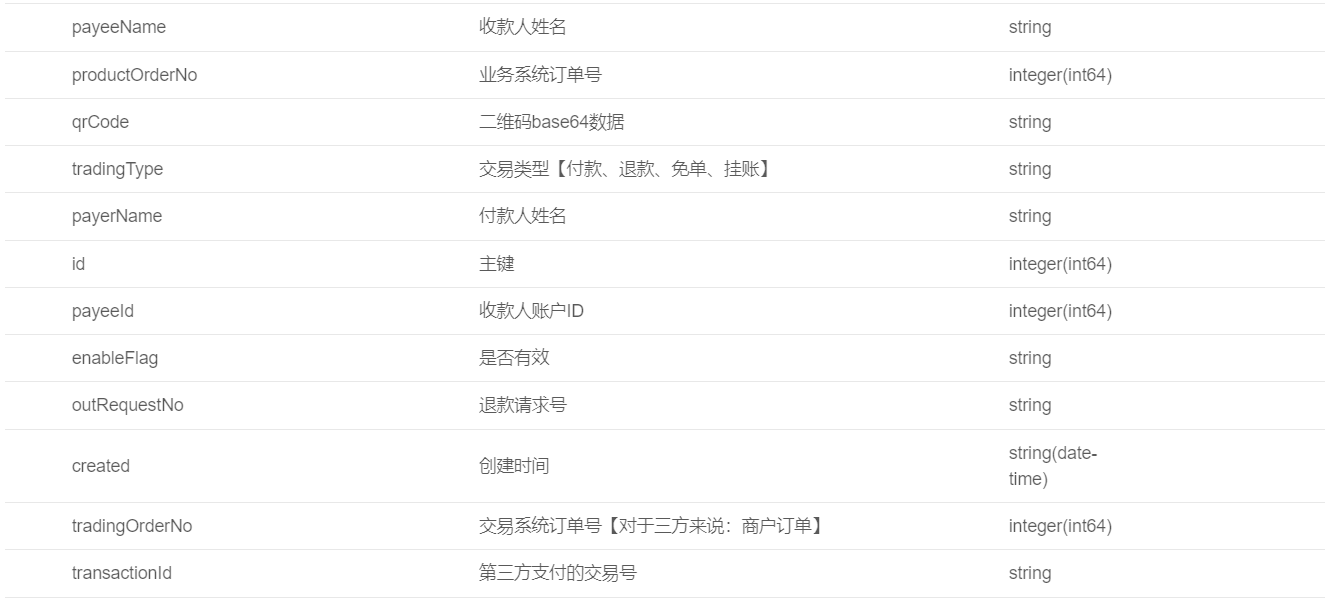 payeeName 收款人姓名 string
productOrderNo 业务系统订单号 integer(int64)
qrCode 二维码base64数据 string
tradingType 交易类型【付款、退款、免单、挂账】 string
payerName 付款人姓名 string
id 主键 integer(int64)
payeeId 收款人账户ID integer(int64)
enableFlag 是否有效 string
outRequestNo 退款请求号 string
created 创建时间 string(date-
time)
tradingOrderNo 交易系统订单号【对于三方来说：商户订单】 integer(int64)
transactionId 第三方支付的交易号 string